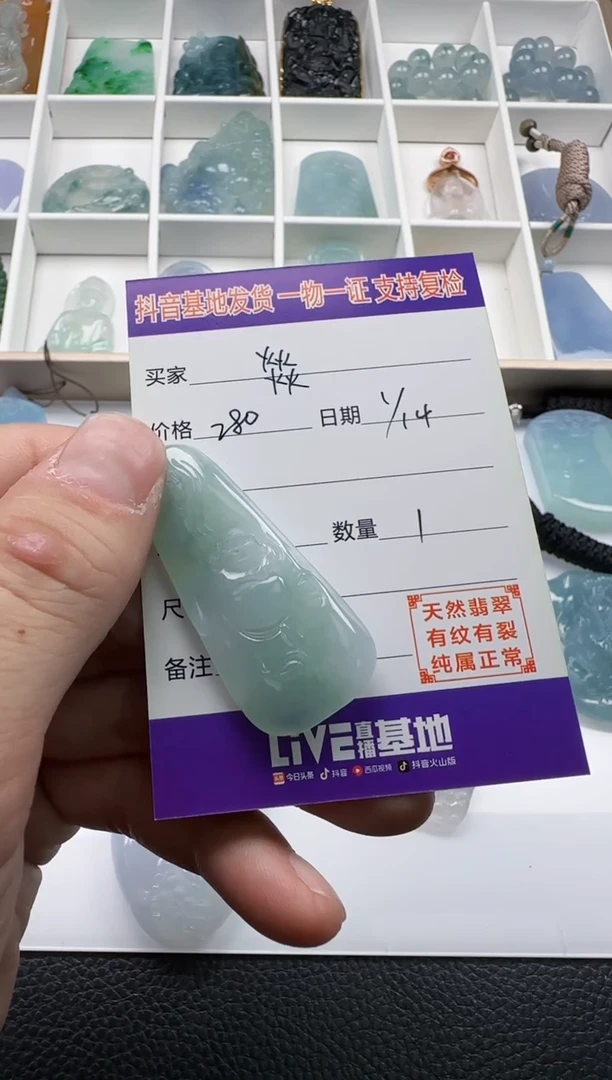 抖音基地发货 一物一证 支持复检
买家
价格 280 日期 1/14
数量 1
尺
备注
天然翡翠
有纹有裂
纯属正常
LIVE直播基地
今日头条 抖音 西瓜视频 抖音火山版